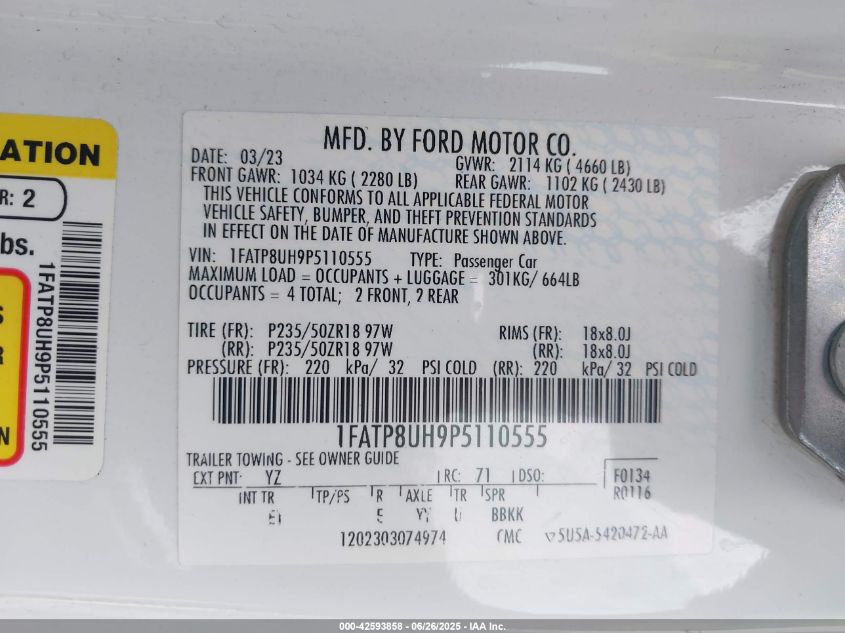 ATION
R: 2
bs.
S
R
N
1FATP8UH9P5110555
MFD. BY FORD MOTOR CO.
DATE: 03/23 GVWR: 2114 KG ( 4660 LB)
FRONT GAWR: 1034 KG ( 2280 LB) REAR GAWR: 1102 KG ( 2430 LB)
THIS VEHICLE CONFORMS TO ALL APPLICABLE FEDERAL MOTOR
VEHICLE SAFETY, BUMPER, AND THEFT PREVENTION STANDARDS
IN EFFECT ON THE DATE OF MANUFACTURE SHOWN ABOVE.
VIN: 1FATP8UH9P5110555 TYPE: Passenger Car
MAXIMUM LOAD = OCCUPANTS + LUGGAGE = 301KG/ 664LB
OCCUPANTS = 4 TOTAL; 2 FRONT, 2 REAR
TIRE (FR): P235/50ZR18 97W RIMS (FR): 18x8.0J
(RR): P235/50ZR18 97W (RR): 18x8.0J
PRESSURE (FR): 220 kPa/ 32 PSI COLD (RR): 220 kPa/ 32 PSI COLD
1FATP8UH9P5110555
TRAILER TOWING - SEE OWNER GUIDE
EXT PNT: YZ RC: 71 DSO: F0134
INT TR TP/PS R AXLE TR SPR R0116
BBKK
1202303074974
000-42593858 - 06/26/2025 - IAA Inc.